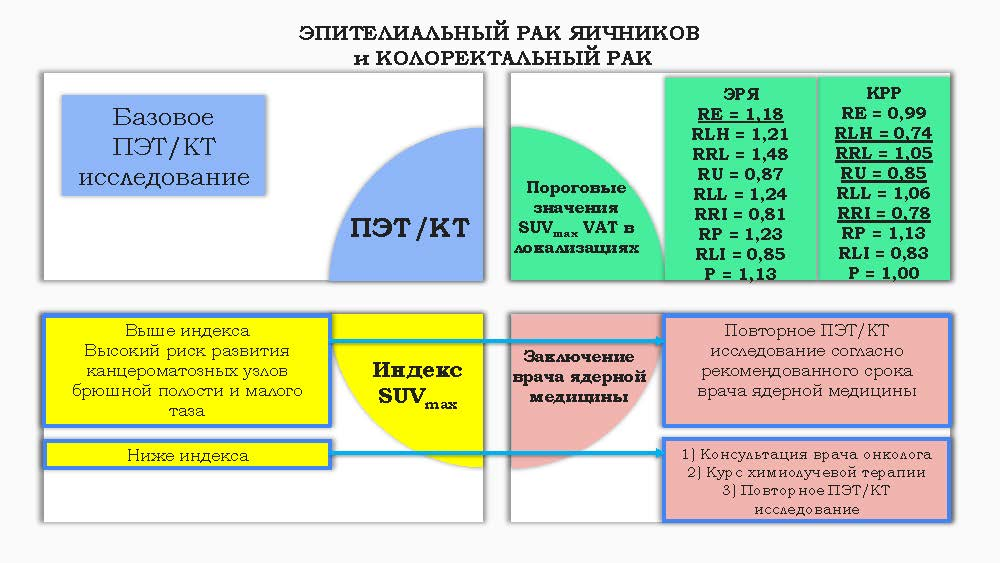 ЭПИТЕЛИАЛЬНЫЙ РАК ЯИЧНИКОВ
и КОЛОРЕКТАЛЬНЫЙ РАК
Базовое
ПЭТ/КТ
исследование
ПЭТ/КТ
Пороговые
значения
SUVmax VAT в
локализациях
ЭРЯ
RE = 1,18
RLH = 1,21
RRL = 1,48
RU = 0,87
RLL = 1,24
RRI = 0,81
RP = 1,23
RLI = 0,85
P = 1,13
КРР
RE = 0,99
RLH = 0,74
RRL = 1,05
RU = 0,85
RLL = 1,06
RRI = 0,78
RP = 1,13
RLI = 0,83
P = 1,00
Выше индекса
Высокий риск развития
канцероматозных узлов
брюшной полости и малого
таза
Ниже индекса
Индекс
SUVmax
Заключение
врача ядерной
медицины
Повторное ПЭТ/КТ
исследование согласно
рекомендованного срока
врача ядерной медицины
1) Консультация врача онколога
2) Курс химиолучевой терапии
3) Повторное ПЭТ/КТ
исследование